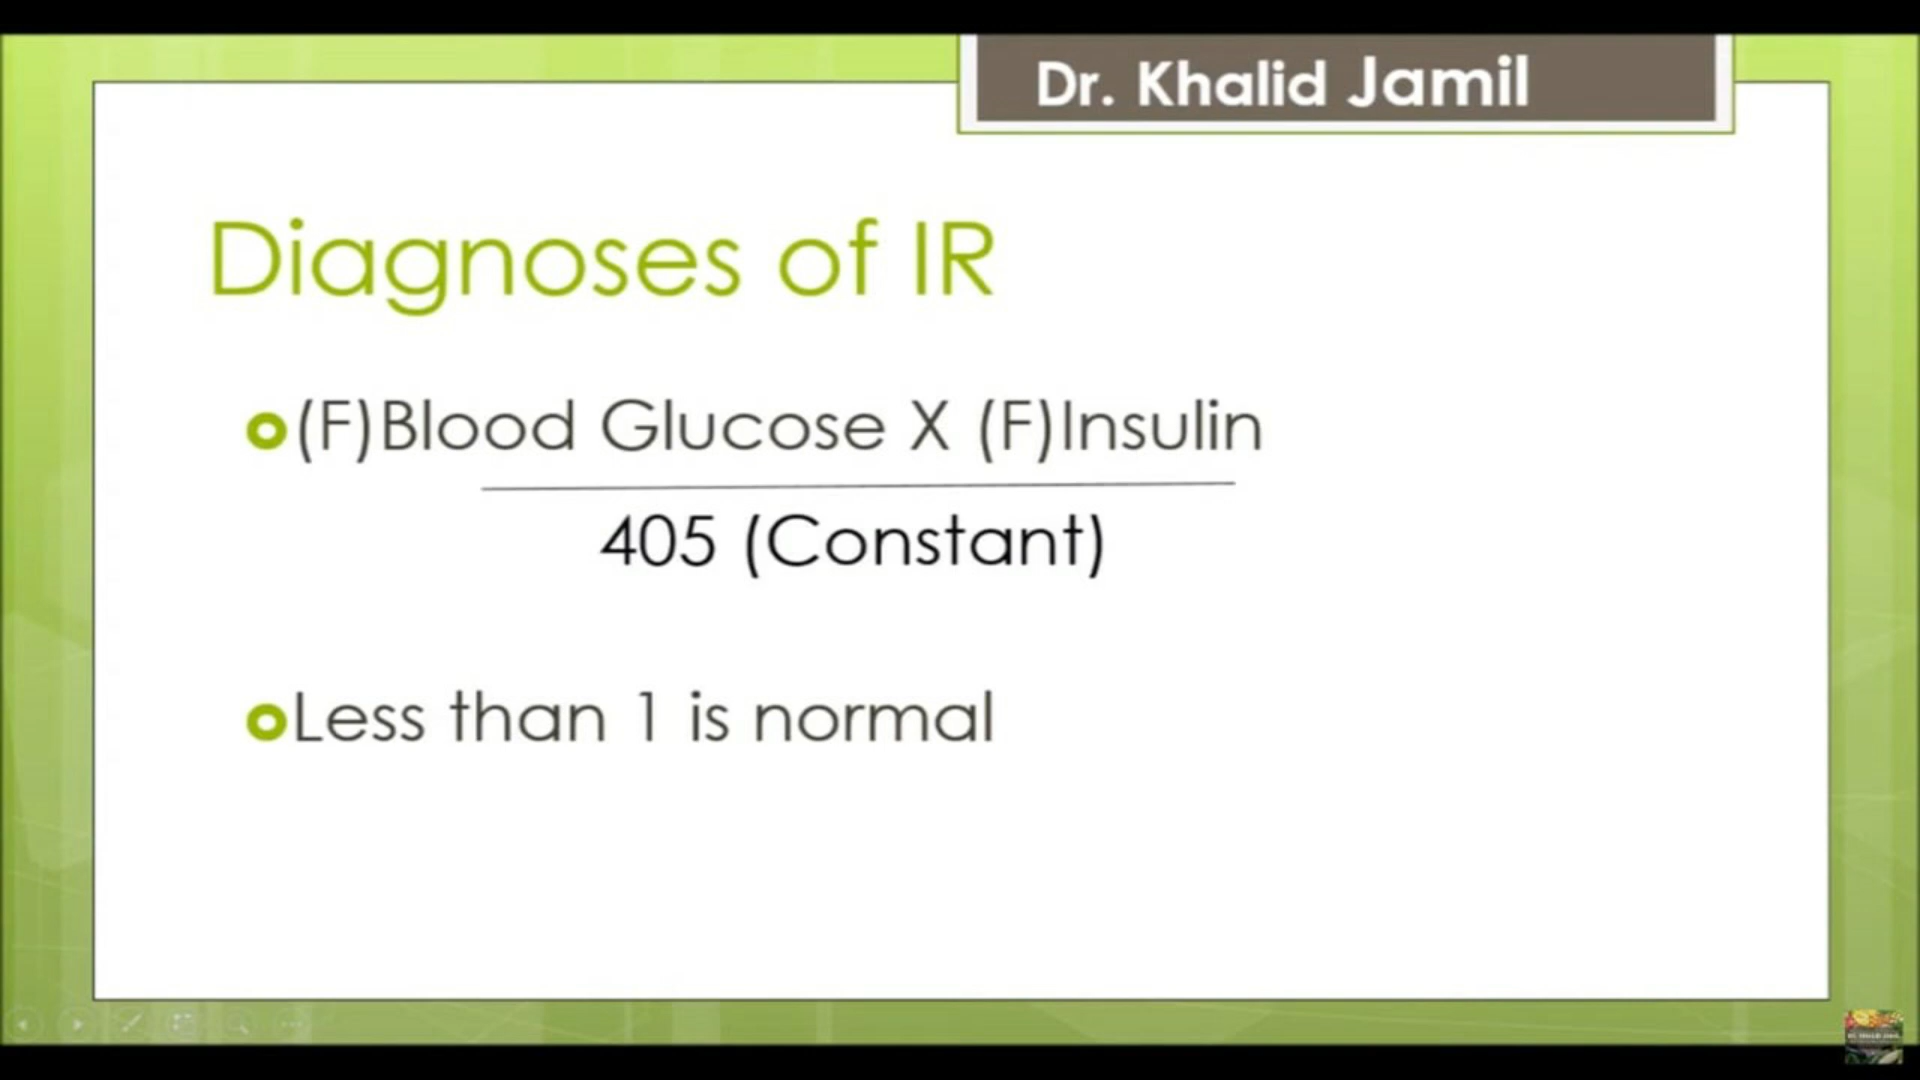 Dr. Khalid Jamil
Diagnoses of IR
(F)Blood Glucose X (F)Insulin
405 (Constant)
Less than 1 is normal